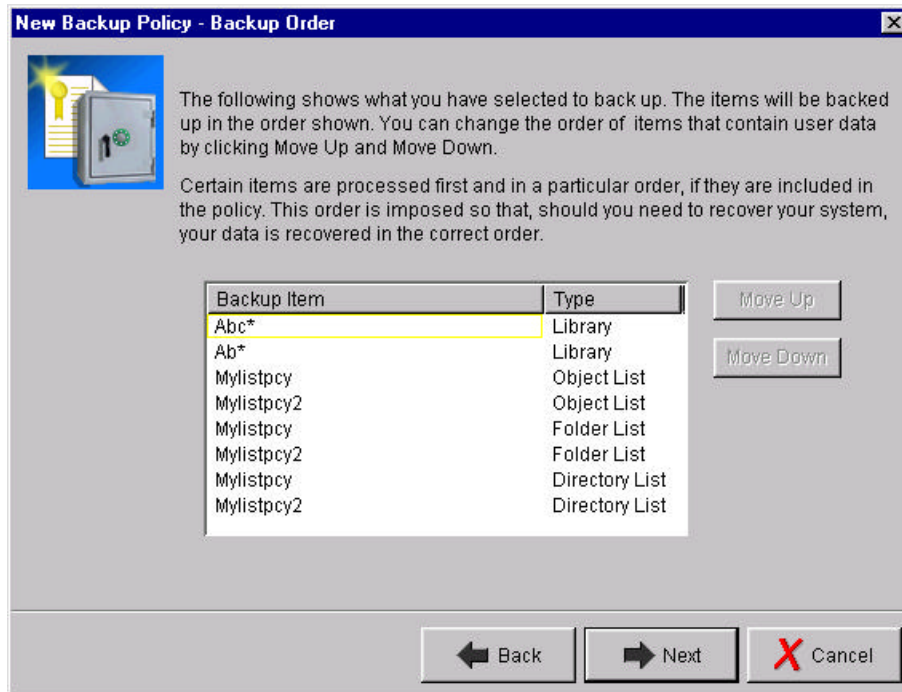 New Backup Policy - Backup Order
The following shows what you have selected to back up. The items will be backed
up in the order shown. You can change the order of items that contain user data
by clicking Move Up and Move Down.
Certain items are processed first and in a particular order, if they are included in
the policy. This order is imposed so that, should you need to recover your system,
your data is recovered in the correct order.
Backup Item Type
Abc* Library
Ab* Library
Mylistpcy Object List
Mylistpcy2 Object List
Mylistpcy Folder List
Mylistpcy2 Folder List
Mylistpcy Directory List
Mylistpcy2 Directory List
Move Up
Move Down
Back Next Cancel